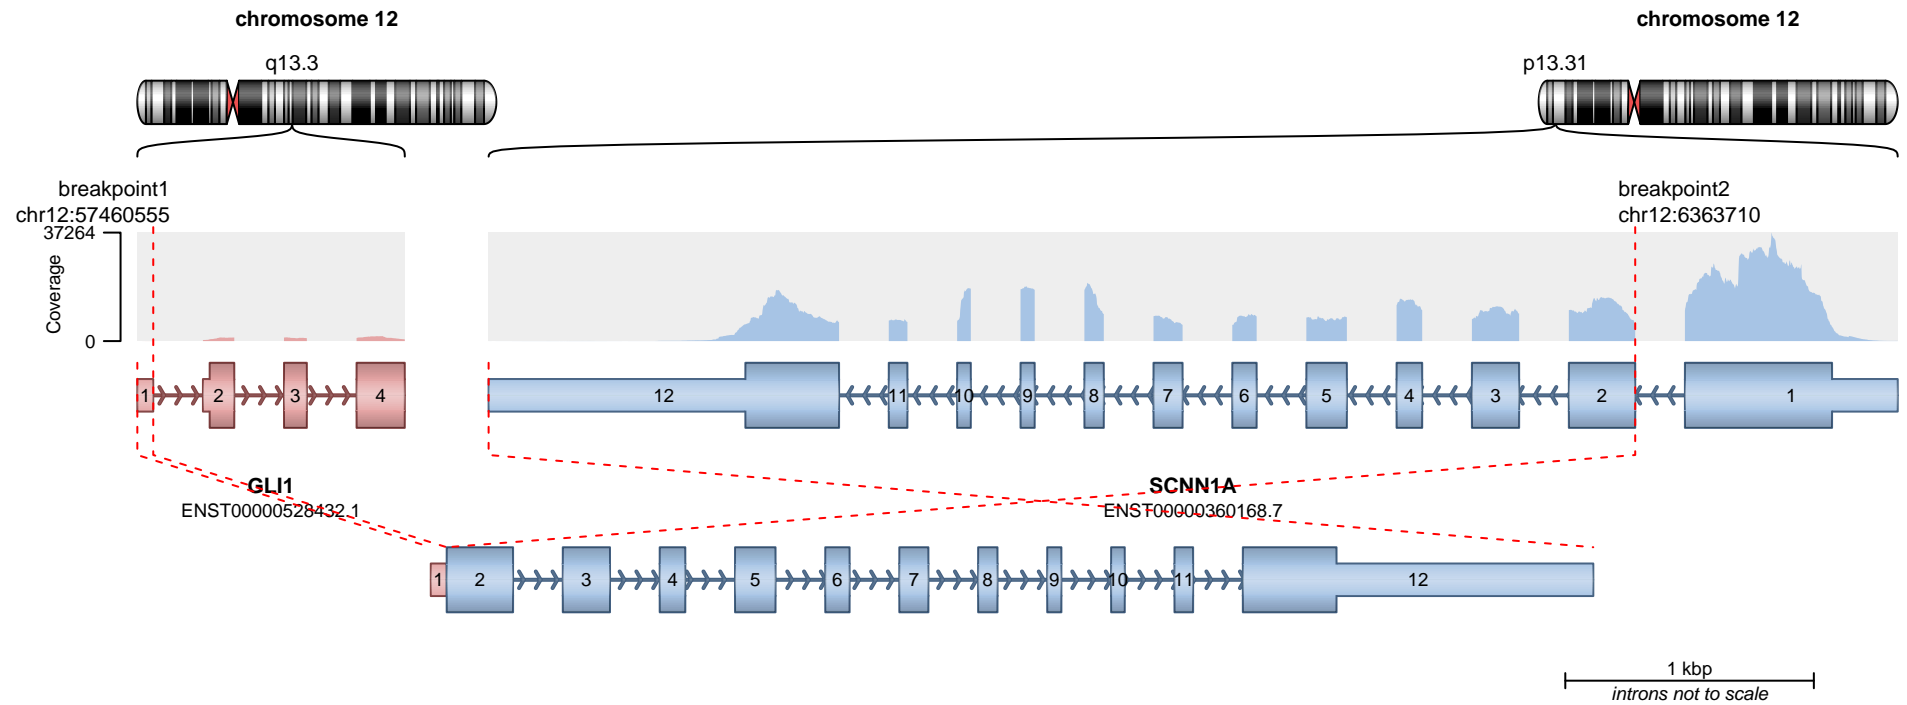 chromosome 12
chromosome 12
q13.3
p13.31
breakpoint1
chr12:57460555
breakpoint2
chr12:6363710
37264
Coverage
0
1 2 3 4
12 11 10 9 8 7 6 5 4 3 2 1
GLI1
ENST00000528432.1
SCNN1A
ENST00000360168.7
1 2 3 4 5 6 7 8 9 10 11 12
1 kbp
introns not to scale